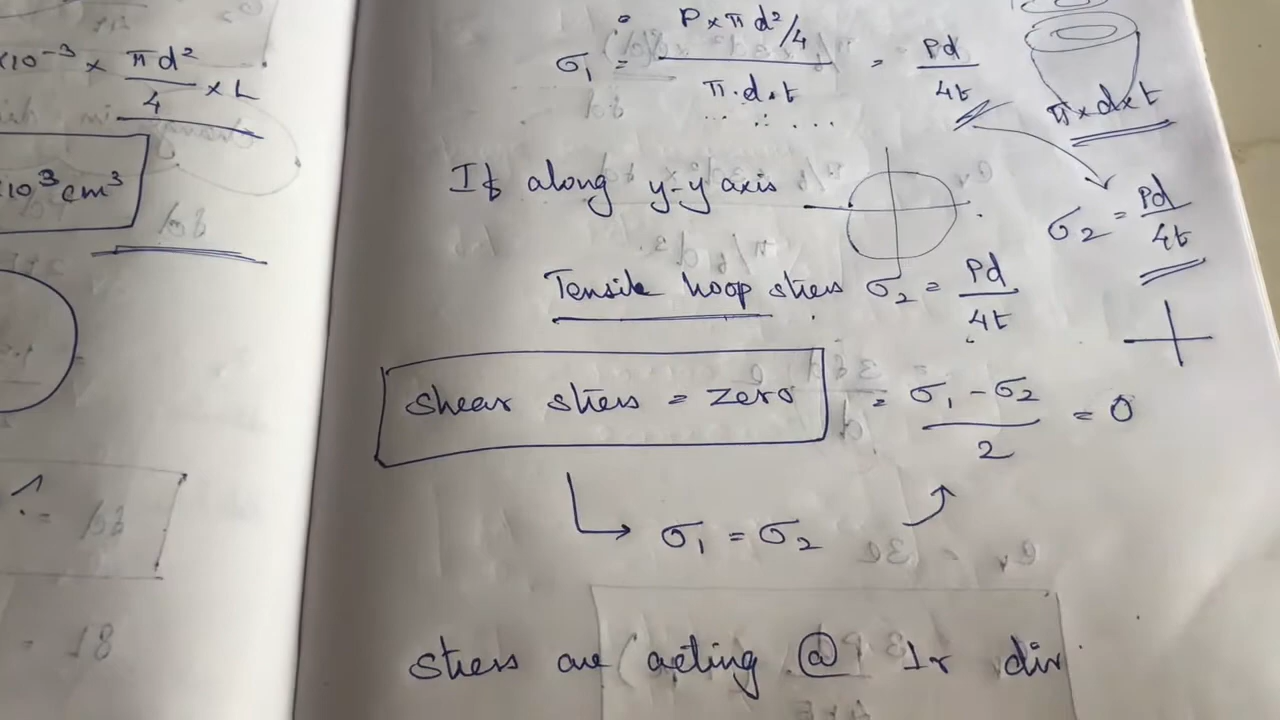 ×10⁻³ × πd²/4 × L
×10³ cm³
σ₁ = P × πd²/4 / π·d·t = Pd/4t
π×d×t
If along y-y axis
σ₂ = Pd/4t
Tensile hoop stress σ₂ = Pd/4t
Shear stress = Zero = σ₁ - σ₂ / 2 = 0
σ₁ = σ₂
stress are acting @ ⊥r dir